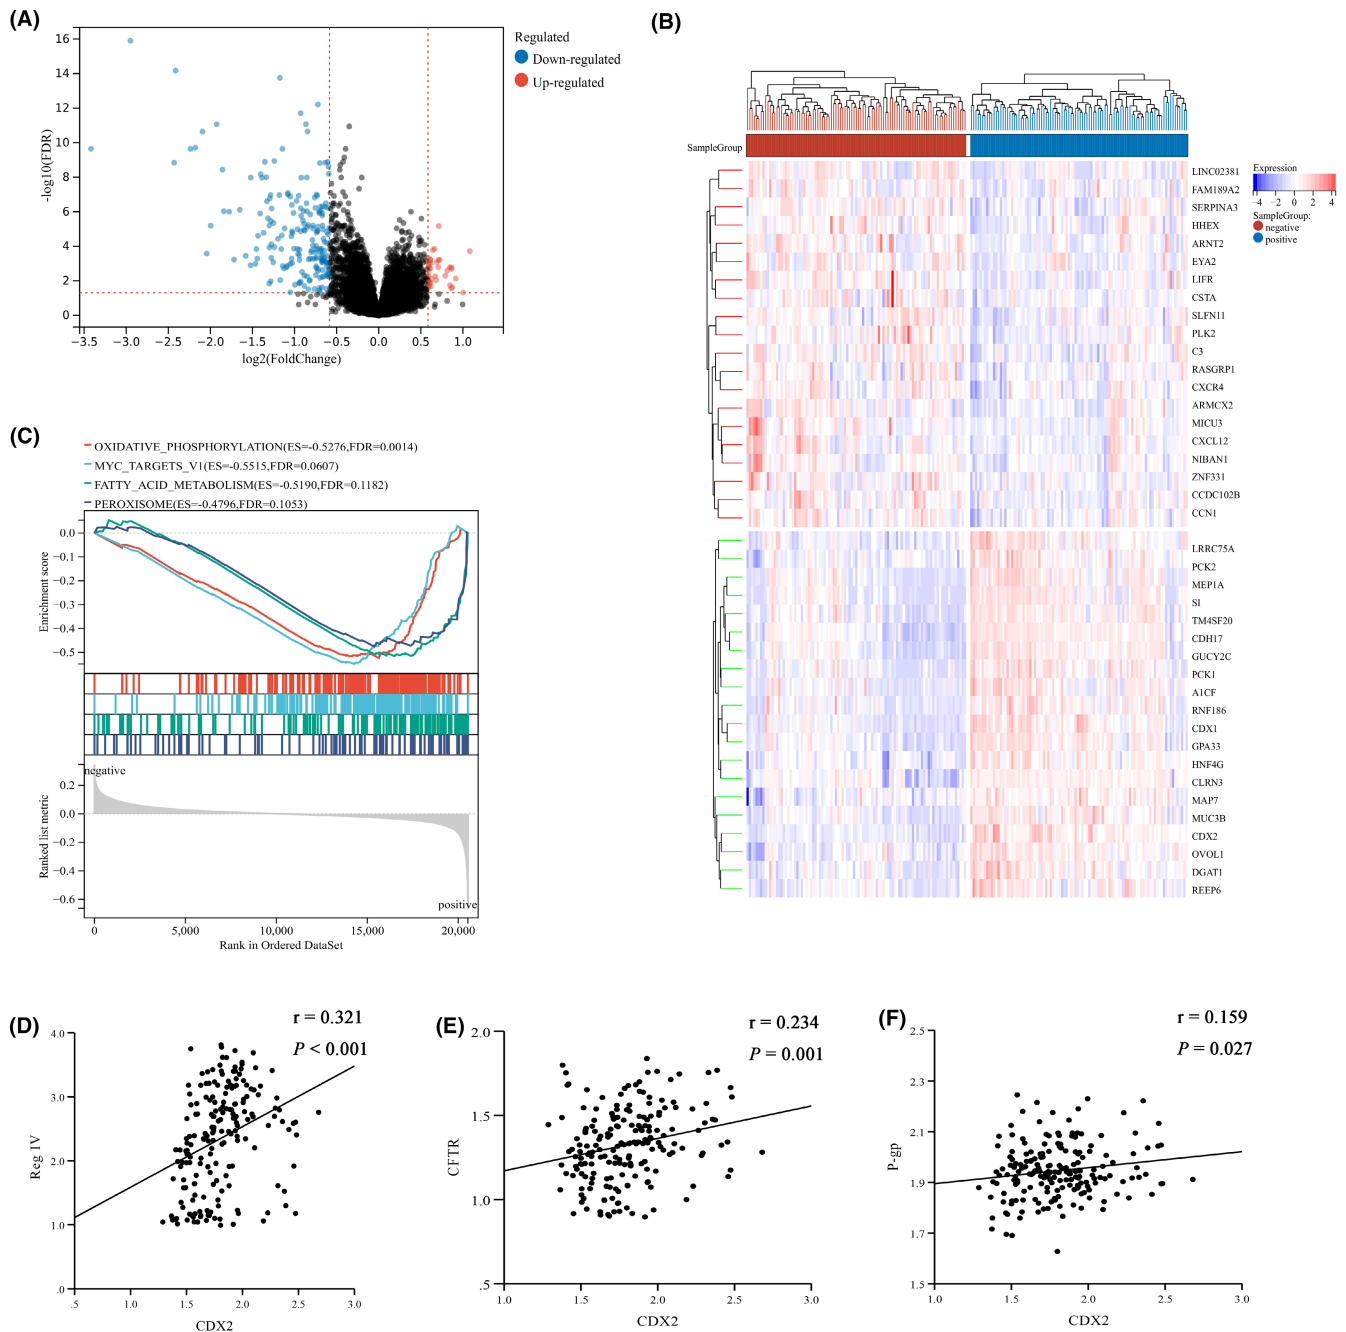 (A)
16
14
12
10
8
6
4
2
0
-log10(FDR)
−3.5 −3.0 −2.5 −2.0 −1.5 −1.0 −0.5 0.0 0.5 1.0
log2(FoldChange)
Regulated
Down-regulated
Up-regulated
(B)
SampleGroup
LINC02381
FAM189A2
SERPINA3
HHEX
ARNT2
EYA2
LIFR
CSTA
SLFN11
PLK2
C3
RASGRP1
CXCR4
ARMCX2
MICU3
CXCL12
NIBAN1
ZNF331
CCDC102B
CCN1
LRRC75A
PCK2
MEP1A
SI
TM4SF20
CDH17
GUCY2C
PCK1
A1CF
RNF186
CDX1
GPA33
HNF4G
CLRN3
MAP7
MUC3B
CDX2
OVOL1
DGAT1
REEP6
Expression
−4 −2 0 2 4
SampleGroup:
negative
positive
(C)
OXIDATIVE_PHOSPHORYLATION(ES=-0.5276,FDR=0.0014)
MYC_TARGETS_V1(ES=-0.5515,FDR=0.0607)
FATTY_ACID_METABOLISM(ES=-0.5190,FDR=0.1182)
PEROXISOME(ES=-0.4796,FDR=0.1053)
0.0
−0.1
−0.2
−0.3
−0.4
−0.5
Enrichment score
negative
0.2
0.0
−0.2
−0.4
−0.6
Ranked list metric
positive
0 5,000 10,000 15,000 20,000
Rank in Ordered DataSet
(D)
r = 0.321
P < 0.001
4.0
3.0
2.0
1.0
.0
Reg IV
.5 1.0 1.5 2.0 2.5 3.0
CDX2
(E)
r = 0.234
P = 0.001
2.0
1.5
1.0
.5
CFTR
1.0 1.5 2.0 2.5 3.0
CDX2
(F)
r = 0.159
P = 0.027
2.5
2.3
2.1
1.9
1.7
1.5
P-gp
1.0 1.5 2.0 2.5 3.0
CDX2